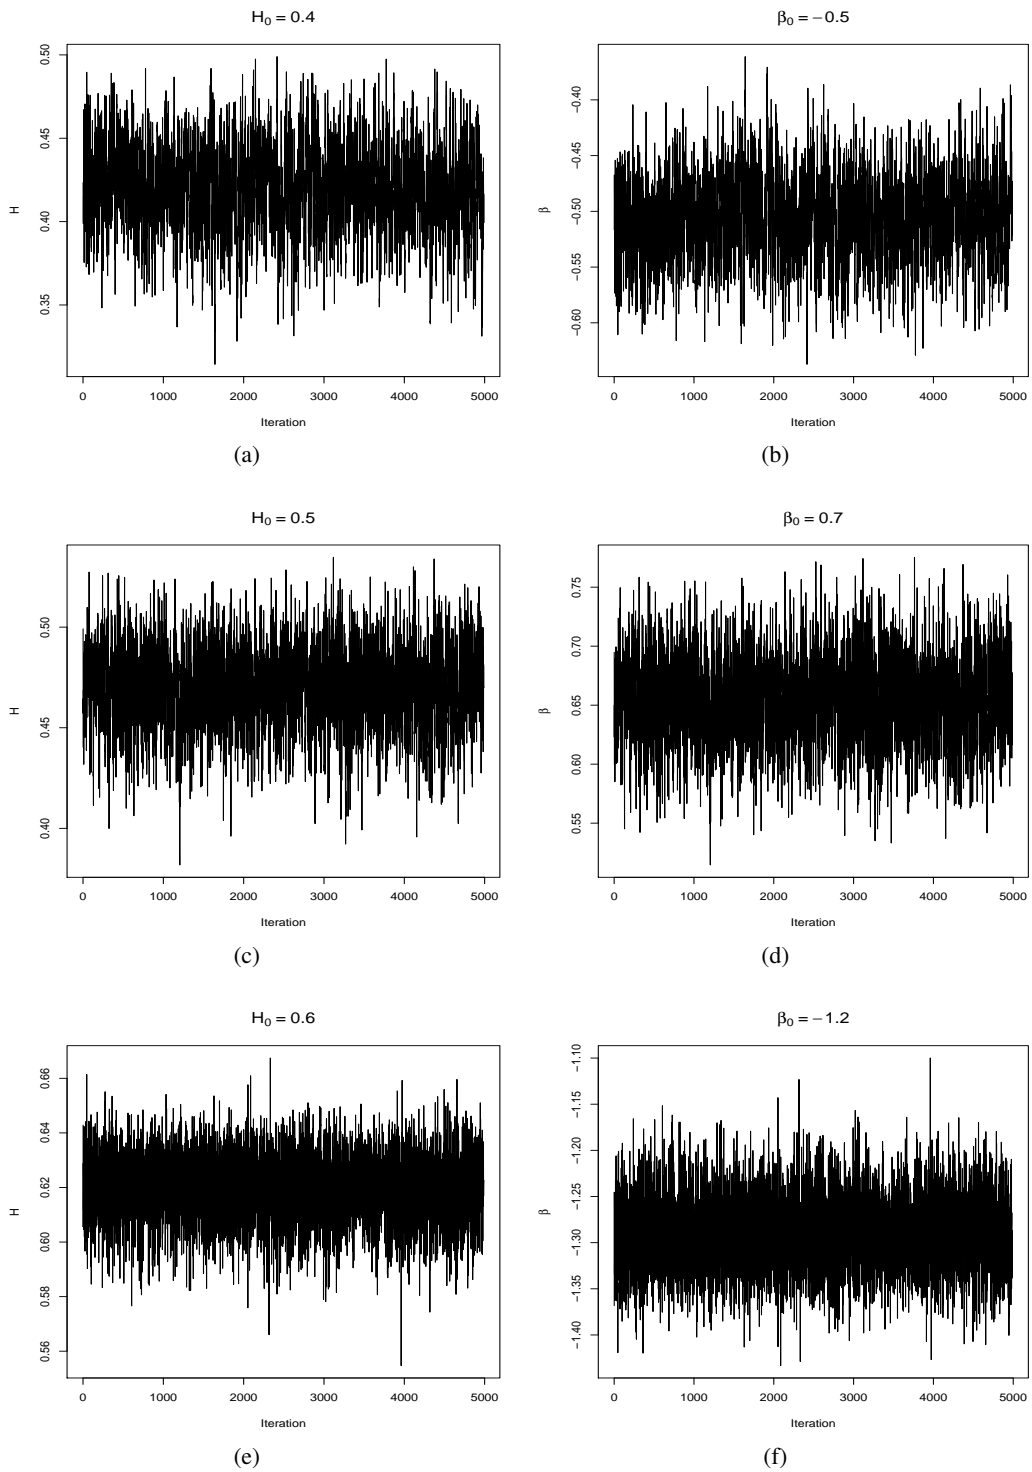 H₀ = 0.4
0.50
0.45
0.40
0.35
H
0 1000 2000 3000 4000 5000
Iteration
(a)
β₀ = −0.5
−0.40
−0.45
−0.50
−0.55
−0.60
β
0 1000 2000 3000 4000 5000
Iteration
(b)
H₀ = 0.5
0.50
0.45
0.40
H
0 1000 2000 3000 4000 5000
Iteration
(c)
β₀ = 0.7
0.75
0.70
0.65
0.60
0.55
β
0 1000 2000 3000 4000 5000
Iteration
(d)
H₀ = 0.6
0.66
0.64
0.62
0.60
0.58
0.56
H
0 1000 2000 3000 4000 5000
Iteration
(e)
β₀ = −1.2
−1.10
−1.15
−1.20
−1.25
−1.30
−1.35
−1.40
β
0 1000 2000 3000 4000 5000
Iteration
(f)